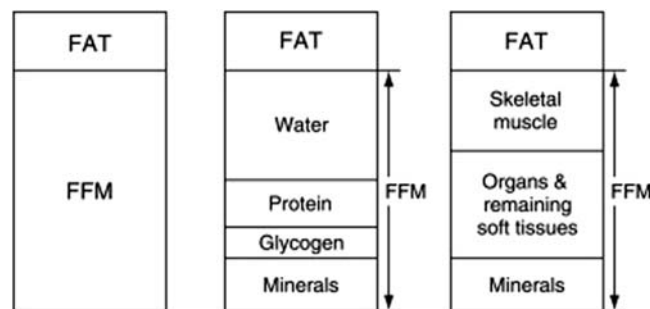 FAT
FFM
FAT
Water
Protein
Glycogen
Minerals
FFM
FAT
Skeletal
muscle
Organs &
remaining
soft tissues
Minerals
FFM